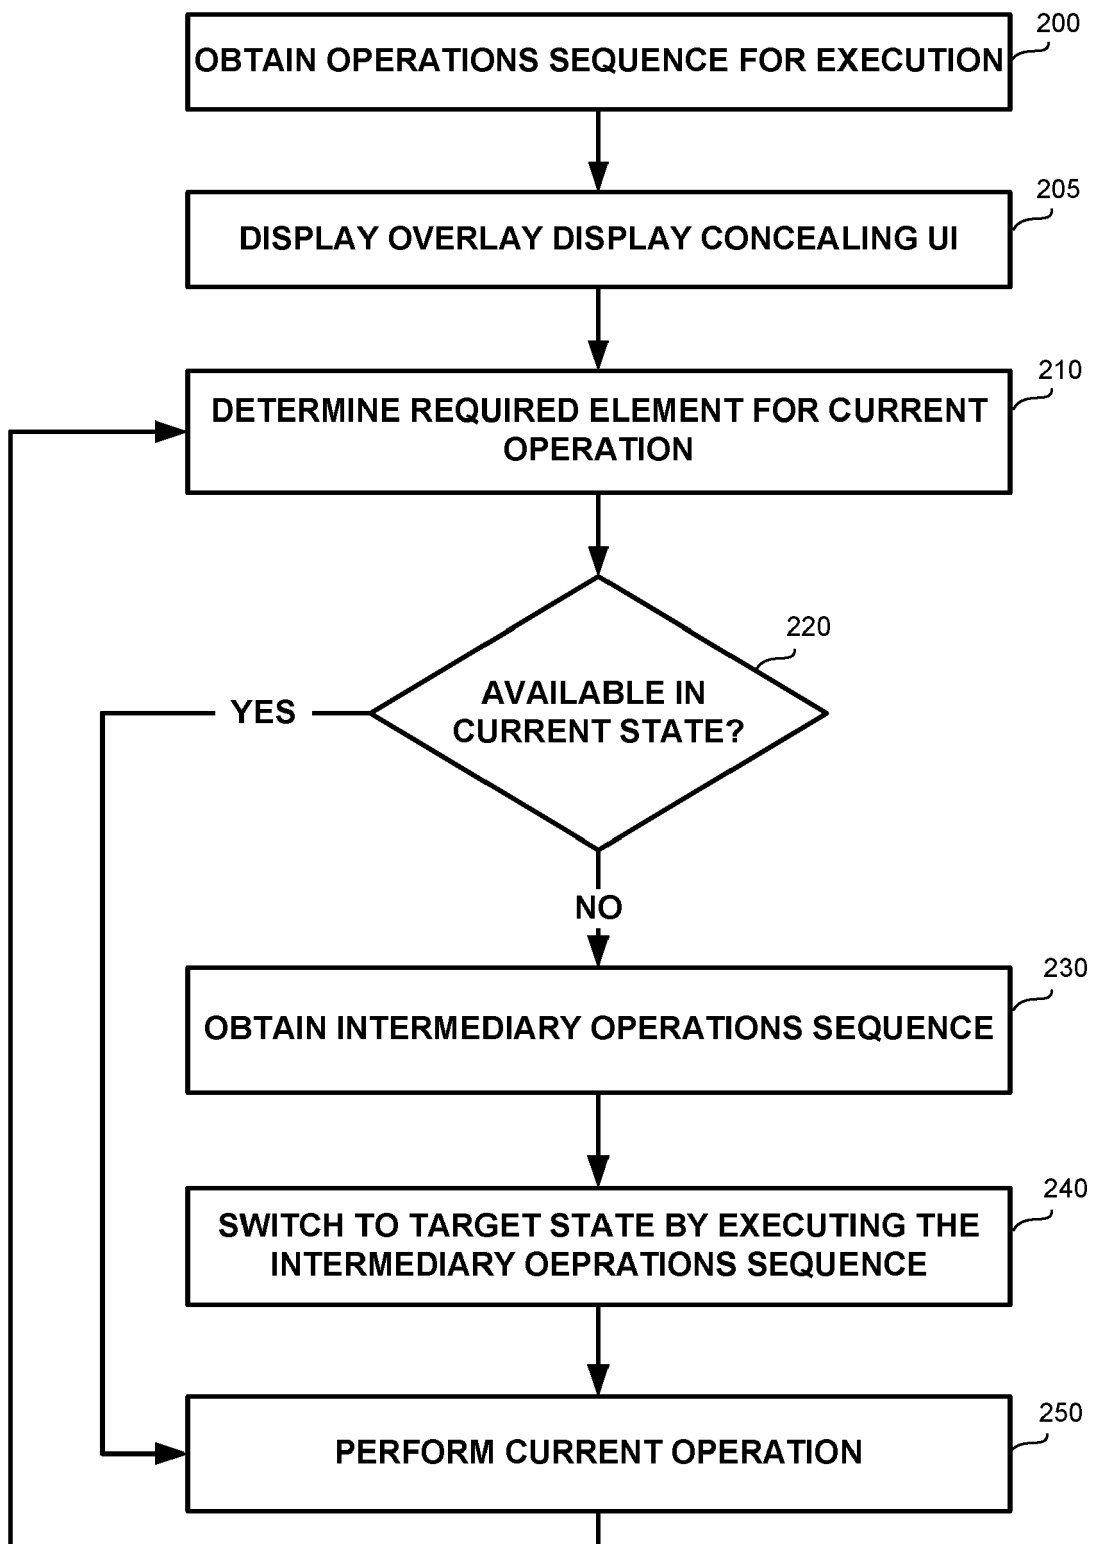 200
OBTAIN OPERATIONS SEQUENCE FOR EXECUTION
205
DISPLAY OVERLAY DISPLAY CONCEALING UI
210
DETERMINE REQUIRED ELEMENT FOR CURRENT
OPERATION
220
AVAILABLE IN
CURRENT STATE?
YES
NO
230
OBTAIN INTERMEDIARY OPERATIONS SEQUENCE
240
SWITCH TO TARGET STATE BY EXECUTING THE
INTERMEDIARY OEPRATIONS SEQUENCE
250
PERFORM CURRENT OPERATION